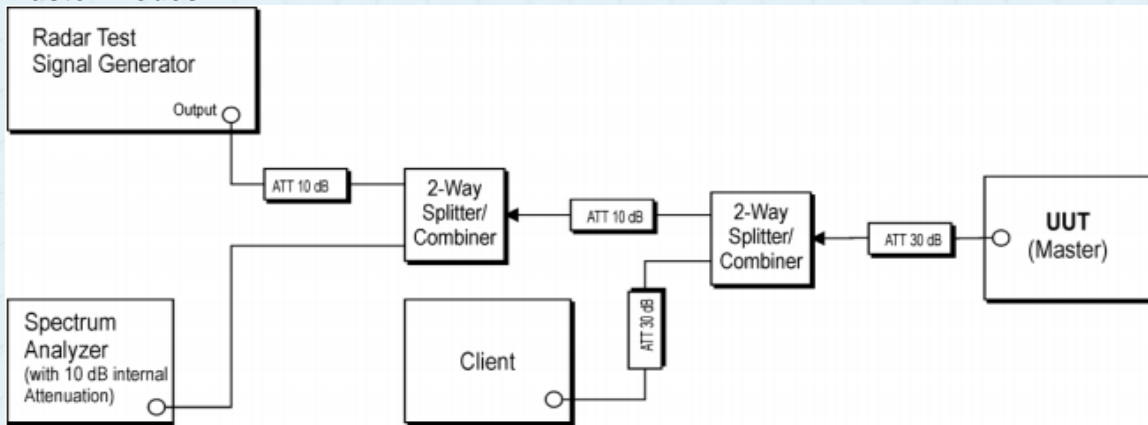 Radar Test
Signal Generator
Output
ATT 10 dB
2-Way
Splitter/
Combiner
ATT 10 dB
2-Way
Splitter/
Combiner
ATT 30 dB
UUT
(Master)
Spectrum
Analyzer
(with 10 dB internal
Attenuation)
Client
ATT 30 dB